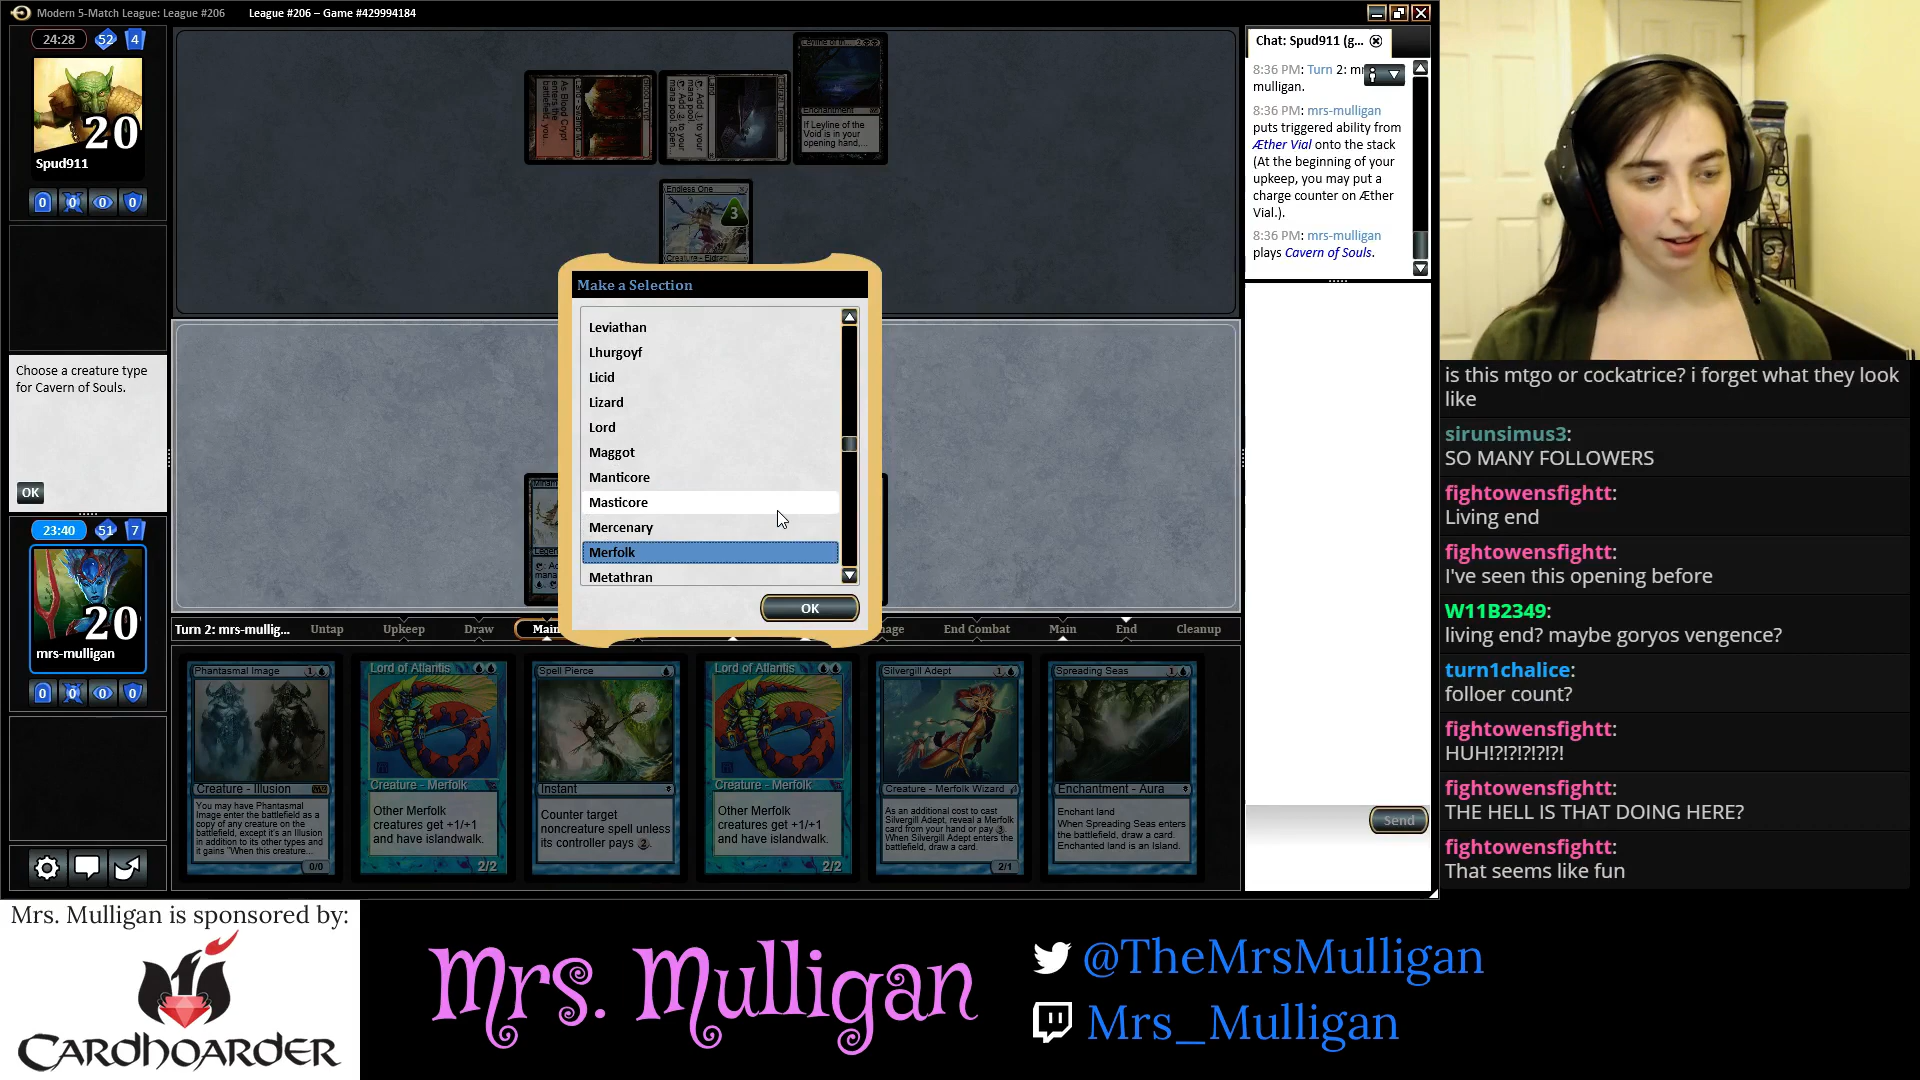 Modern 5-Match League: League #206
League #206 – Game #429994184
24:28
52
4
20
Spud911
0
0
0
0
Choose a creature type
for Cavern of Souls.
OK
23:40
51
7
20
mrs-mulligan
0
0
0
0
Leyline of th...
Enchantment
If Leyline of the
Void is in your
opening hand,...
As Blood Crypt
enters the
battlefield, you...
Endless One
3
Creature - Eldrazi
Make a Selection
Leviathan
Lhurgoyf
Licid
Lizard
Lord
Maggot
Manticore
Masticore
Mercenary
Merfolk
Metathran
OK
Turn 2: mrs-mullig...
Untap
Upkeep
Draw
Main
End Combat
Main
End
Cleanup
Phantasmal Image
Creature - Illusion
You may have Phantasmal
Image enter the battlefield as a
copy of any creature on the
battlefield, except it's an Illusion
in addition to its other types and
it gains "When this creature...
0/0
Lord of Atlantis
Creature - Merfolk
Other Merfolk
creatures get +1/+1
and have islandwalk.
2/2
Spell Pierce
Instant
Counter target
noncreature spell unless
its controller pays 2.
Lord of Atlantis
Creature - Merfolk
Other Merfolk
creatures get +1/+1
and have islandwalk.
2/2
Silvergill Adept
Creature - Merfolk Wizard
As an additional cost to cast
Silvergill Adept, reveal a Merfolk
card from your hand or pay 3.
When Silvergill Adept enters the
battlefield, draw a card.
2/1
Spreading Seas
Enchantment - Aura
Enchant land
When Spreading Seas enters
the battlefield, draw a card.
Enchanted land is an Island.
Chat: Spud911 (g...
8:36 PM: Turn 2: mr
mulligan.
8:36 PM: mrs-mulligan
puts triggered ability from
Æther Vial onto the stack
(At the beginning of your
upkeep, you may put a
charge counter on Æther
Vial.).
8:36 PM: mrs-mulligan
plays Cavern of Souls.
Send
is this mtgo or cockatrice? i forget what they look
like
sirunsimus3:
SO MANY FOLLOWERS
fightowensfightt:
Living end
fightowensfightt:
I've seen this opening before
W11B2349:
living end? maybe goryos vengence?
turn1chalice:
folloer count?
fightowensfightt:
HUH!?!?!?!?!?!
fightowensfightt:
THE HELL IS THAT DOING HERE?
fightowensfightt:
That seems like fun
Mrs. Mulligan is sponsored by:
CARDHOARDER
Mrs. Mulligan
@TheMrsMulligan
Mrs_Mulligan